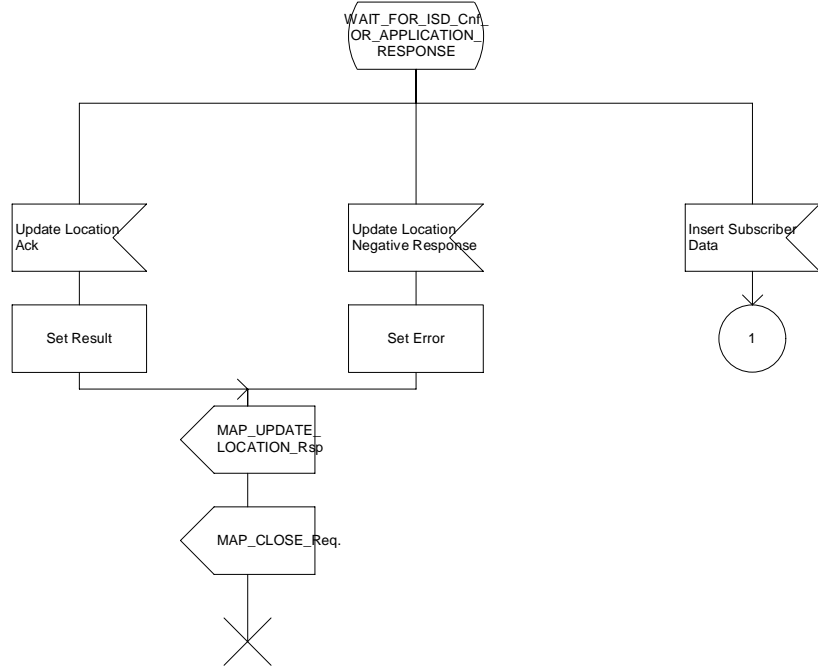 WAIT_FOR_ISD_Cnf_
OR_APPLICATION_
RESPONSE
Update Location
Ack
Update Location
Negative Response
Insert Subscriber
Data
Set Result
Set Error
1
MAP_UPDATE_
LOCATION_Rsp
MAP_CLOSE_Req.